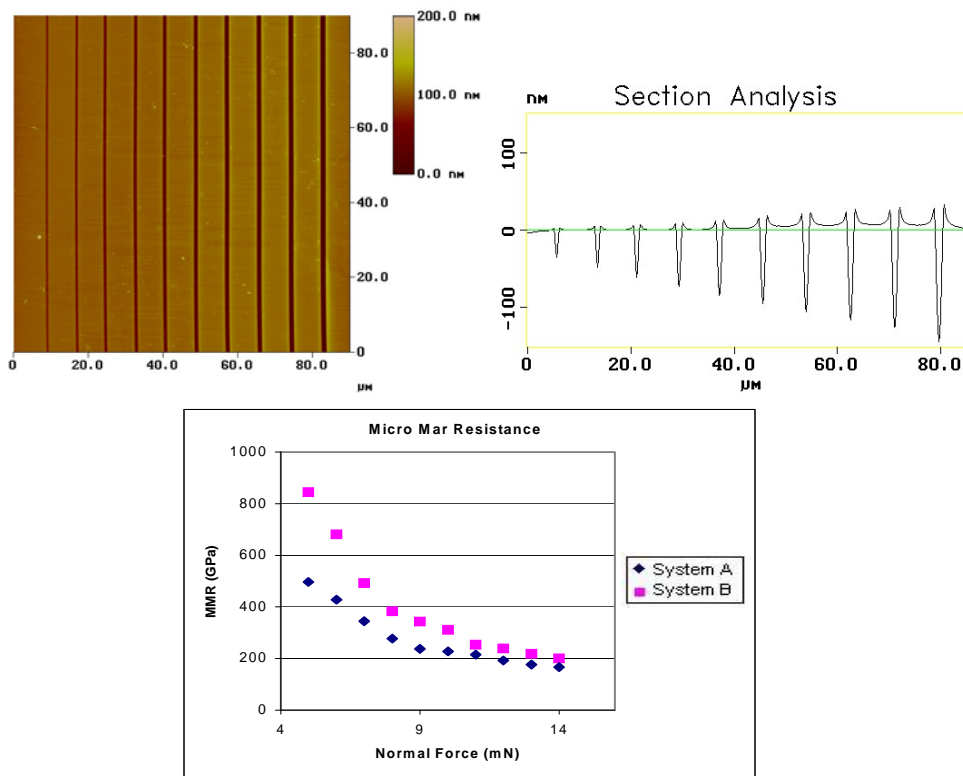 200.0 nM
100.0 nM
0.0 nM
80.0
60.0
40.0
20.0
0
0 20.0 40.0 60.0 80.0
µM
nM Section Analysis
100
0
-100
0 20.0 40.0 60.0 80.0
µM
Micro Mar Resistance
1000
800
600
400
200
0
4 9 14
MMR (GPa)
Normal Force (mN)
System A
System B